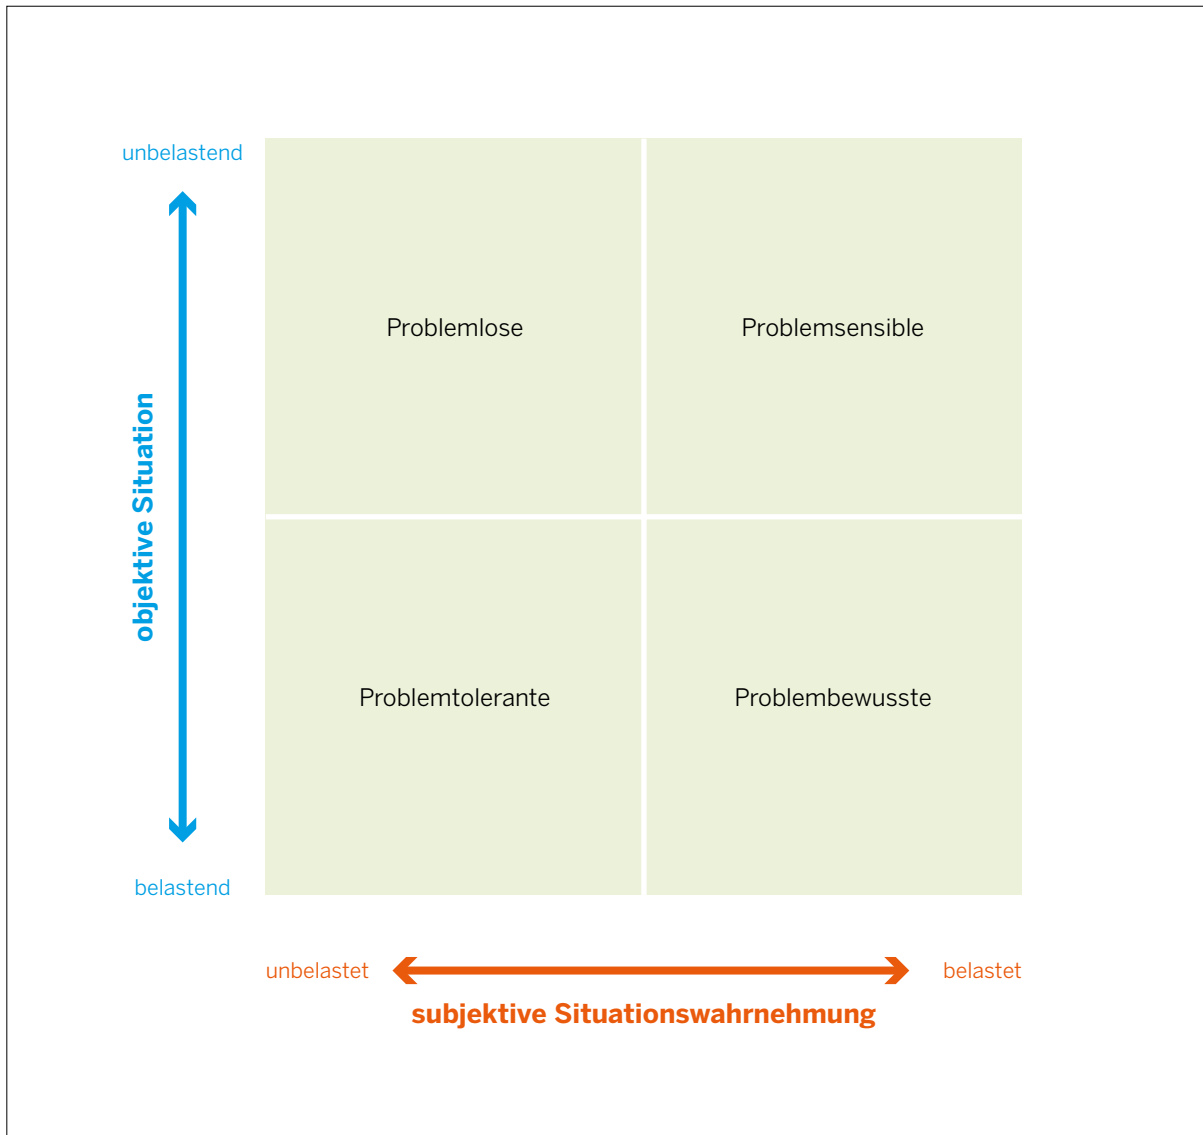 unbelastend
Problemlose
Problemsensible
objektive Situation
Problemtolerante
Problembewusste
belastend
unbelastet
belastet
subjektive Situationswahrnehmung